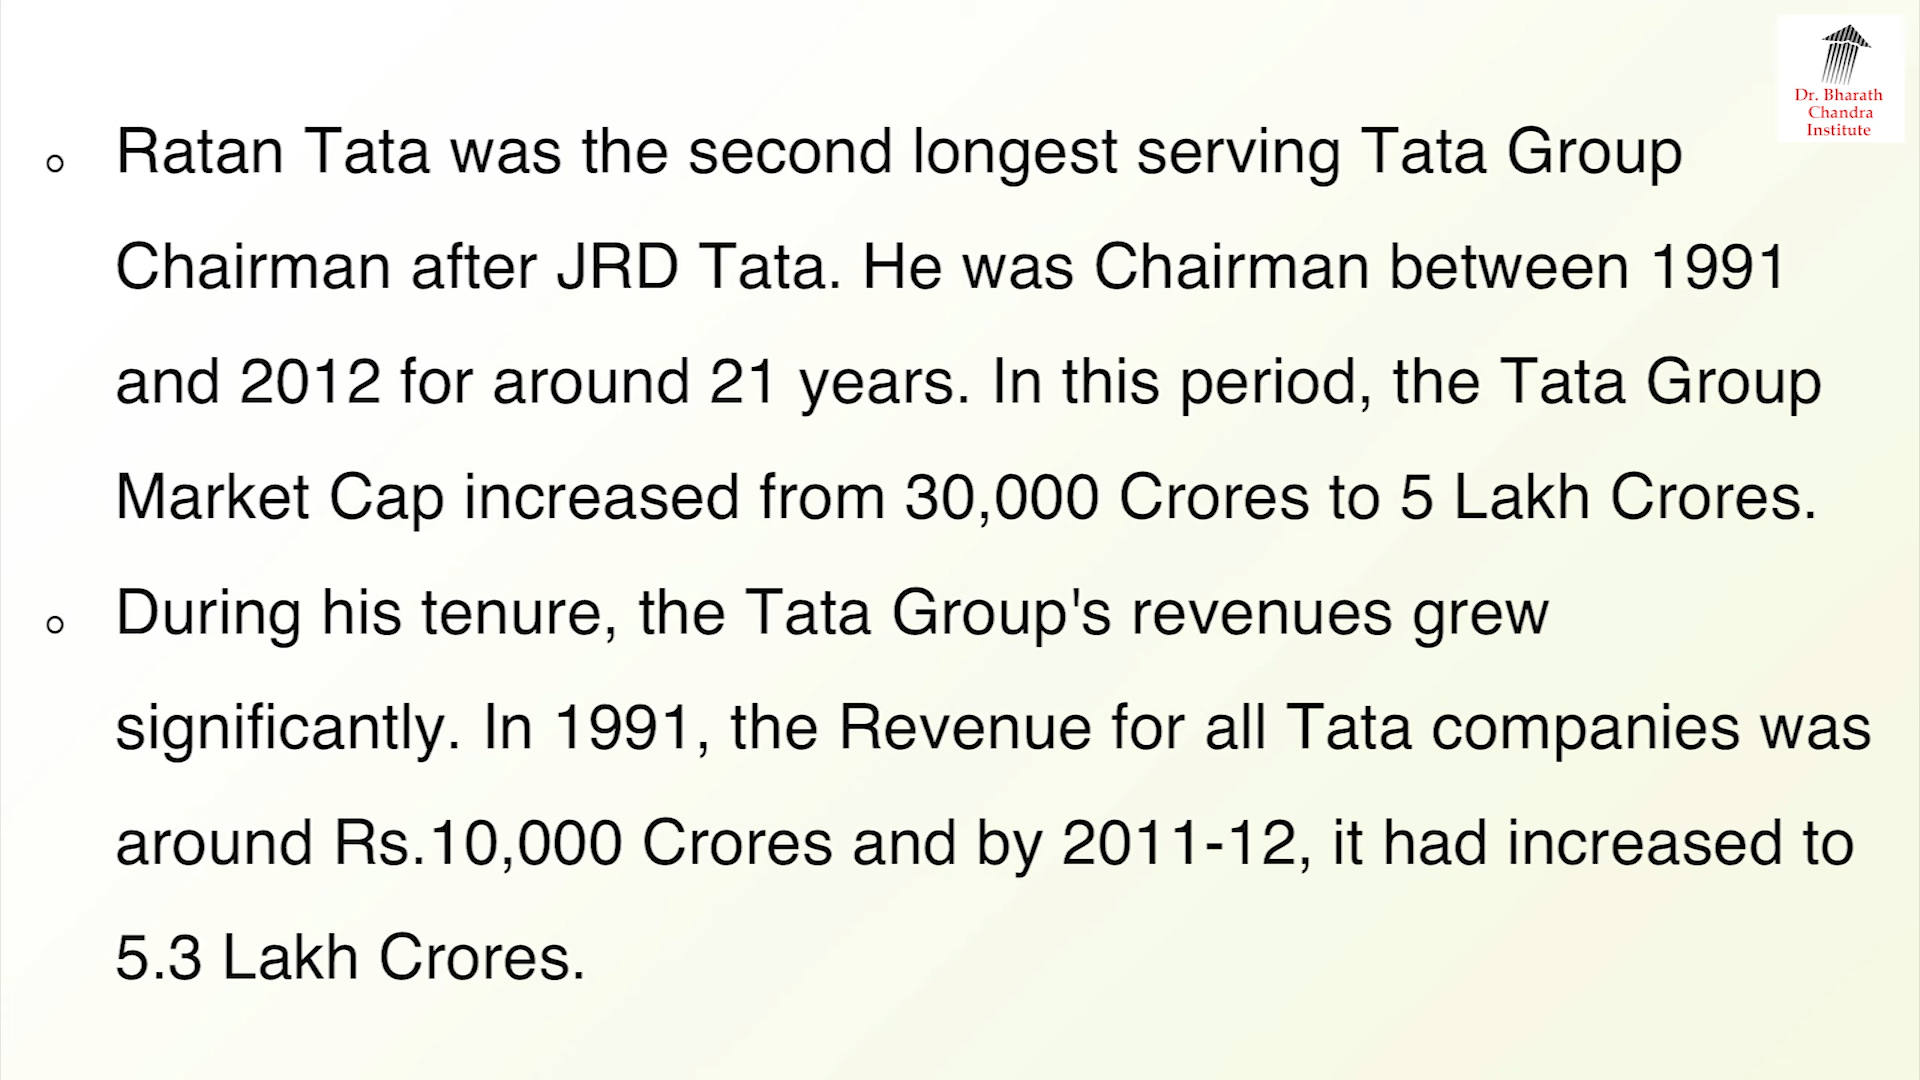 Dr. Bharath
Chandra
Institute
Ratan Tata was the second longest serving Tata Group
Chairman after JRD Tata. He was Chairman between 1991
and 2012 for around 21 years. In this period, the Tata Group
Market Cap increased from 30,000 Crores to 5 Lakh Crores.
During his tenure, the Tata Group's revenues grew
significantly. In 1991, the Revenue for all Tata companies was
around Rs.10,000 Crores and by 2011-12, it had increased to
5.3 Lakh Crores.